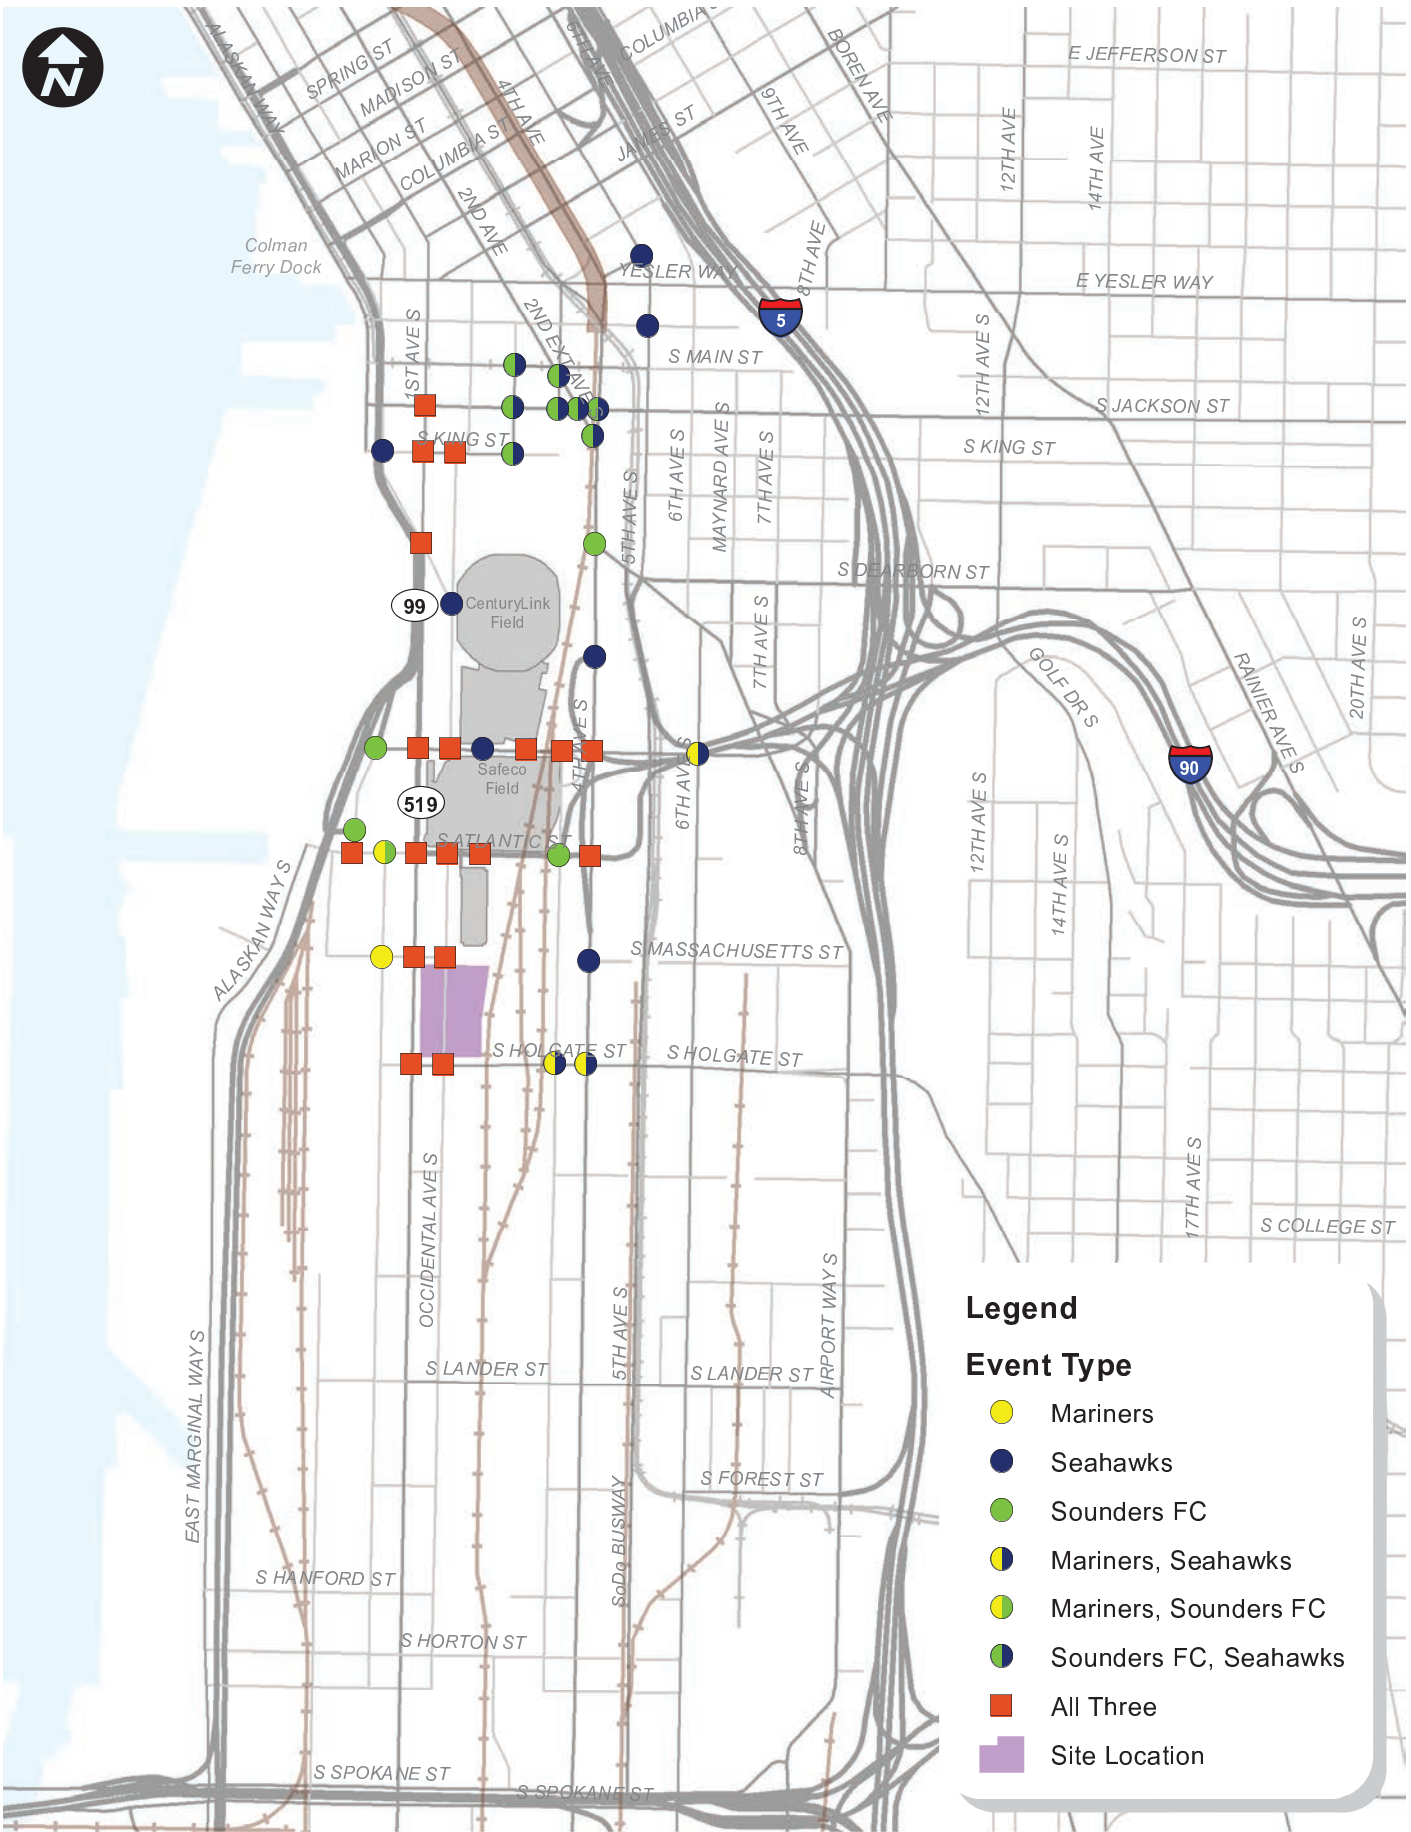 N
ALASKAN WAY
SPRING ST
MADISON ST
MARION ST
COLUMBIA ST
4TH AVE
6TH AVE
COLUMBIA S
JAMES ST
9TH AVE
BOREN AVE
E JEFFERSON ST
12TH AVE
14TH AVE
2ND AVE
Colman
Ferry Dock
YESLER WAY
8TH AVE
E YESLER WAY
5
1ST AVE S
2ND EXT AVE S
S MAIN ST
12TH AVE S
S JACKSON ST
S KING ST
S KING ST
6TH AVE S
MAYNARD AVE S
7TH AVE S
5TH AVE S
S DEARBORN ST
99
CenturyLink
Field
7TH AVE S
GOLF DR S
RAINIER AVE S
20TH AVE S
4TH AVE S
6TH AVE S
8TH AVE S
90
Safeco
Field
519
S ATLANTIC ST
12TH AVE S
14TH AVE S
ALASKAN WAY S
S MASSACHUSETTS ST
S HOLGATE ST
S HOLGATE ST
OCCIDENTAL AVE S
17TH AVE S
S COLLEGE ST
5TH AVE S
AIRPORT WAY S
EAST MARGINAL WAY S
S LANDER ST
S LANDER ST
S FOREST ST
SoDo BUSWAY
S HANFORD ST
S HORTON ST
S SPOKANE ST
S SPOKANE ST
Legend
Event Type
Mariners
Seahawks
Sounders FC
Mariners, Seahawks
Mariners, Sounders FC
Sounders FC, Seahawks
All Three
Site Location